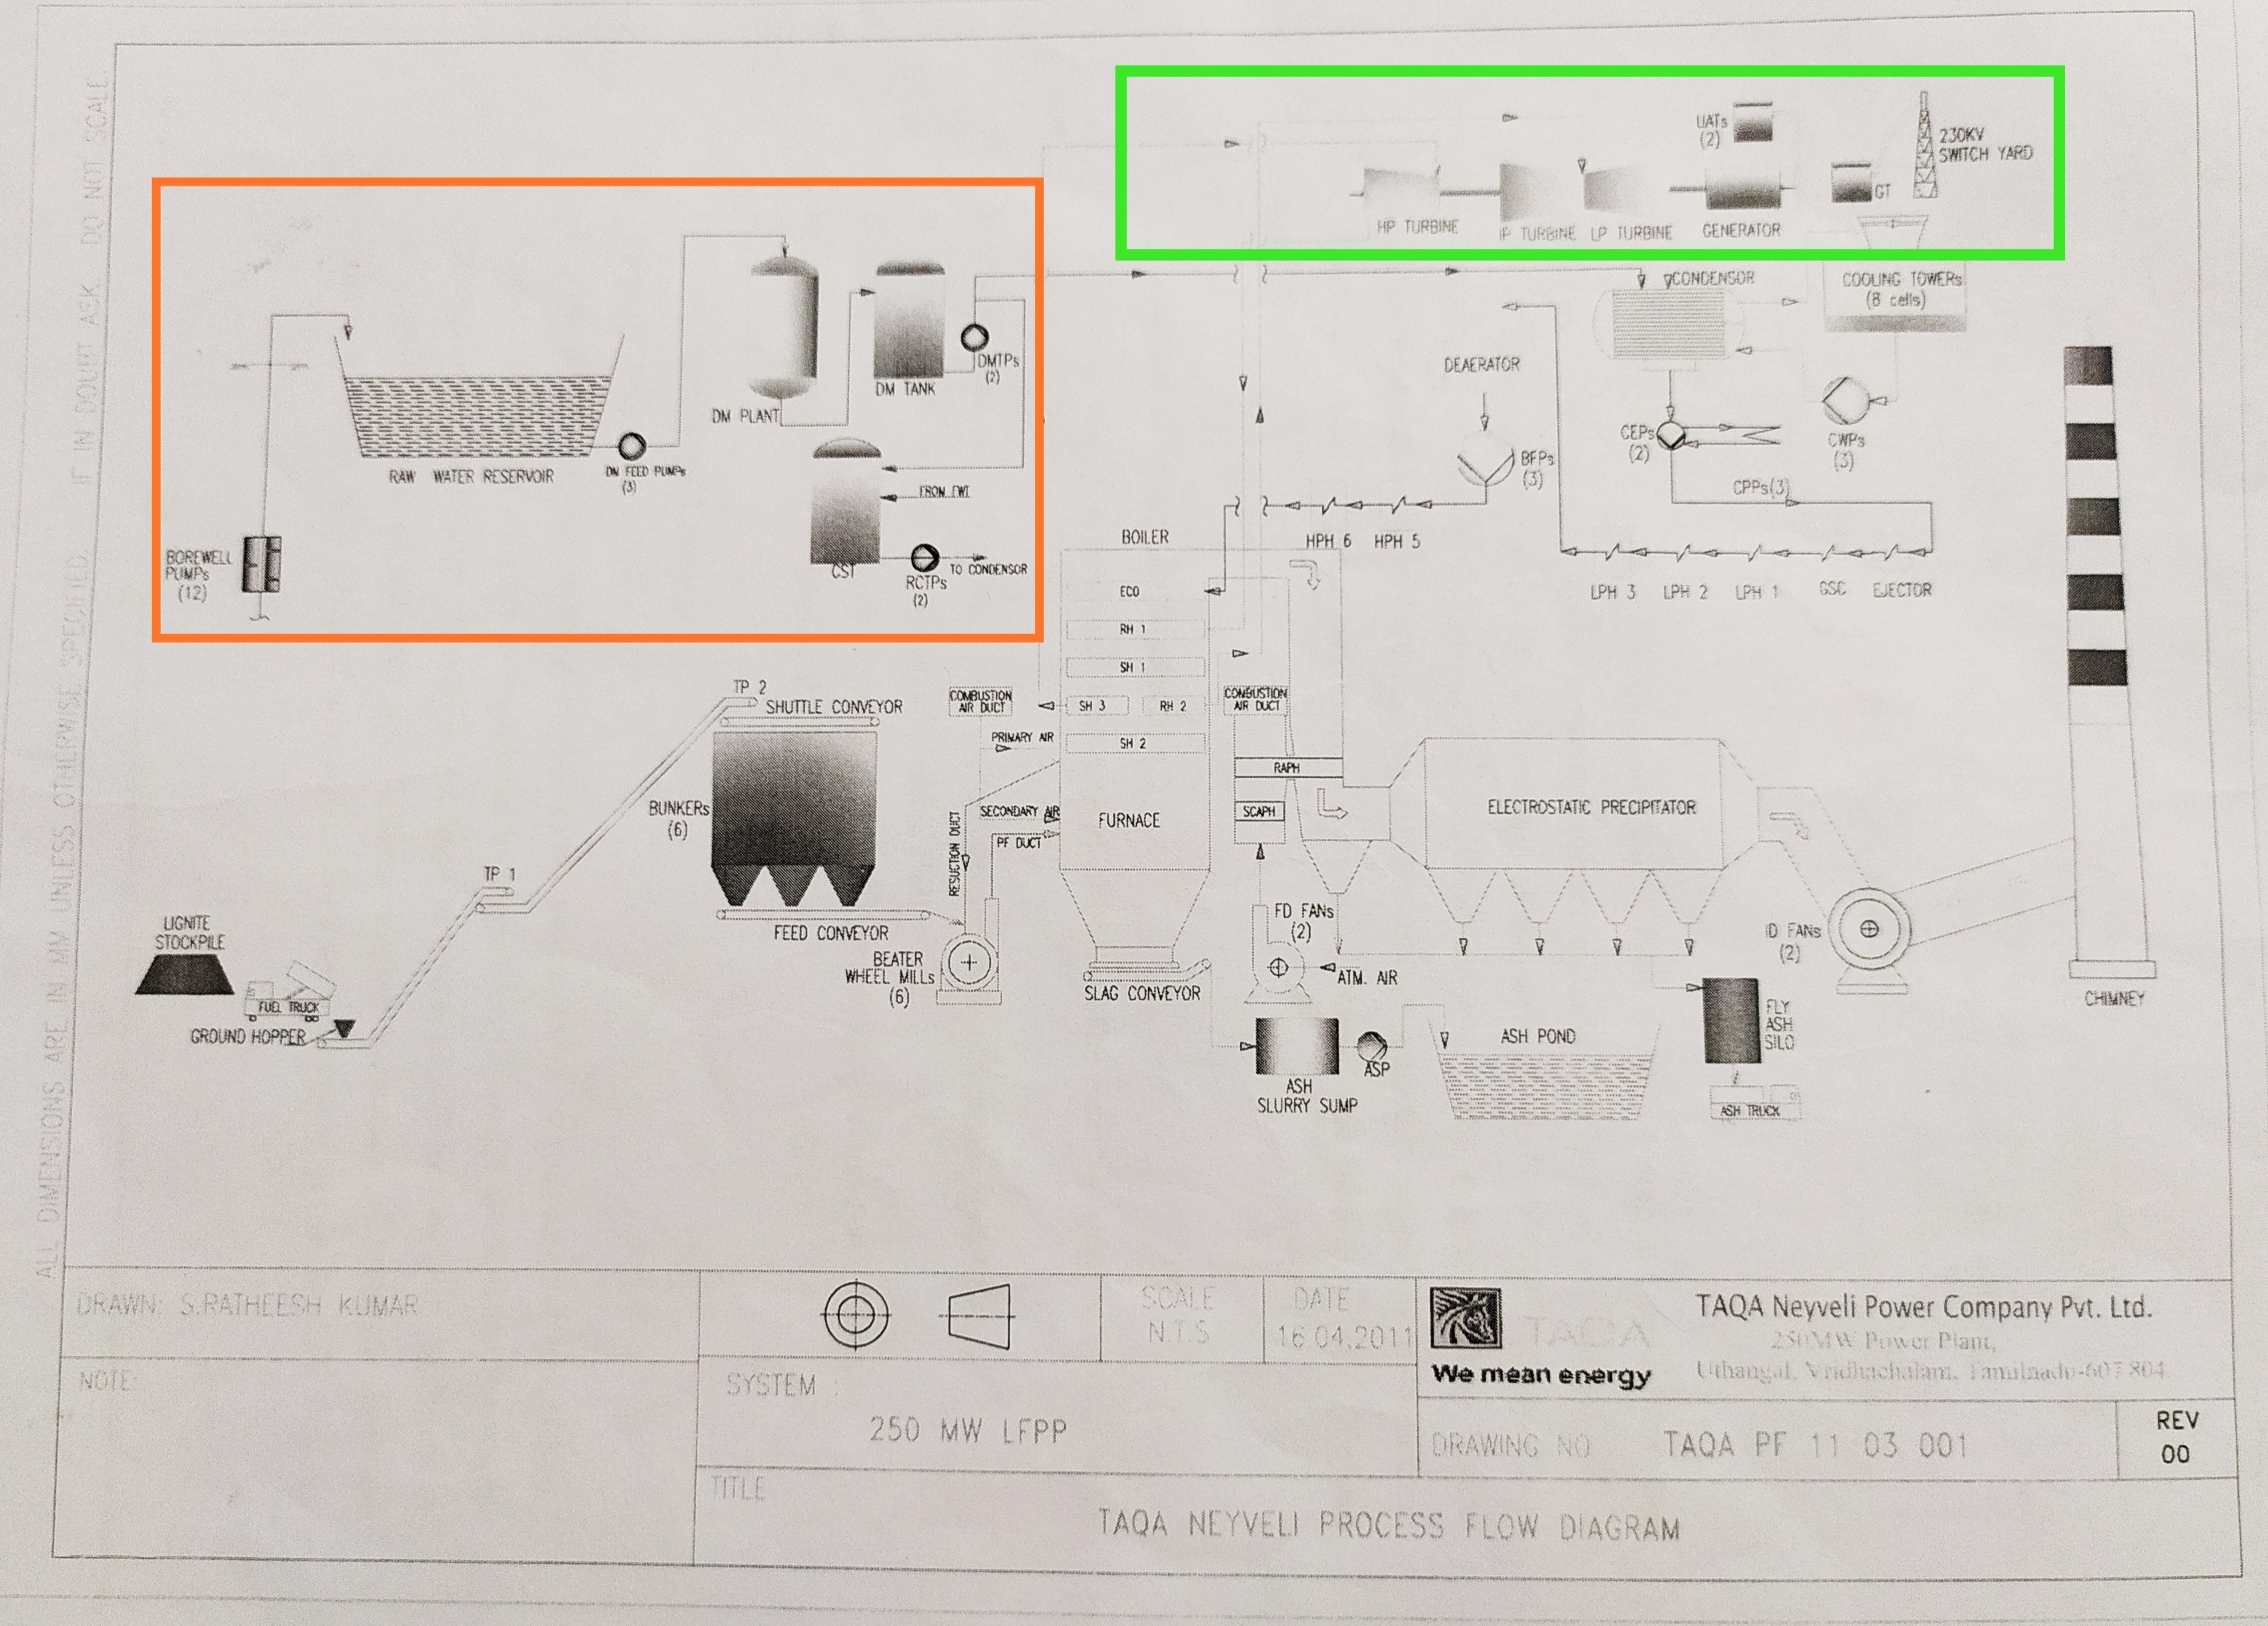 ALL DIMENSIONS ARE IN MM UNLESS OTHERWISE SPECIFIED. IF IN DOUBT ASK. DO NOT SCALE.
UATs
(2)
230KV
SWITCH YARD
GT
HP TURBINE
IP TURBINE
LP TURBINE
GENERATOR
CONDENSOR
COOLING TOWERs
(8 cells)
DMTPs
(2)
DM TANK
DM PLANT
RAW WATER RESERVOIR
DM FEED PUMPs
(3)
FROM EWT
CST
RCTPs
(2)
TO CONDENSOR
BOREWELL
PUMPs
(12)
DEAERATOR
BFPs
(3)
CEPs
(2)
CWPs
(3)
CPPs(3)
HPH 6
HPH 5
LPH 3
LPH 2
LPH 1
GSC
EJECTOR
BOILER
ECO
RH 1
SH 1
SH 3
RH 2
SH 2
FURNACE
COMBUSTION
AIR DUCT
COMBUSTION
AIR DUCT
PRIMARY AIR
SECONDARY AIR
PF DUCT
RESUCTION DUCT
RAPH
SCAPH
ELECTROSTATIC PRECIPITATOR
TP 2
SHUTTLE CONVEYOR
BUNKERs
(6)
TP 1
FEED CONVEYOR
LIGNITE
STOCKPILE
FUEL TRUCK
GROUND HOPPER
BEATER
WHEEL MILLs
(6)
SLAG CONVEYOR
FD FANs
(2)
ATM. AIR
ID FANs
(2)
CHIMNEY
FLY
ASH
SILO
ASH TRUCK
ASH POND
ASP
ASH
SLURRY SUMP
DRAWN: S.RATHEESH KUMAR
NOTE:
SCALE
N.T.S
DATE
16.04.2011
SYSTEM :
250 MW LFPP
TITLE
TAQA NEYVELI PROCESS FLOW DIAGRAM
TAQA
We mean energy
TAQA Neyveli Power Company Pvt. Ltd.
250MW Power Plant,
Uthangal, Vridhachalam, Tamilnadu-607 804.
DRAWING NO
TAQA PF 11 03 001
REV
00